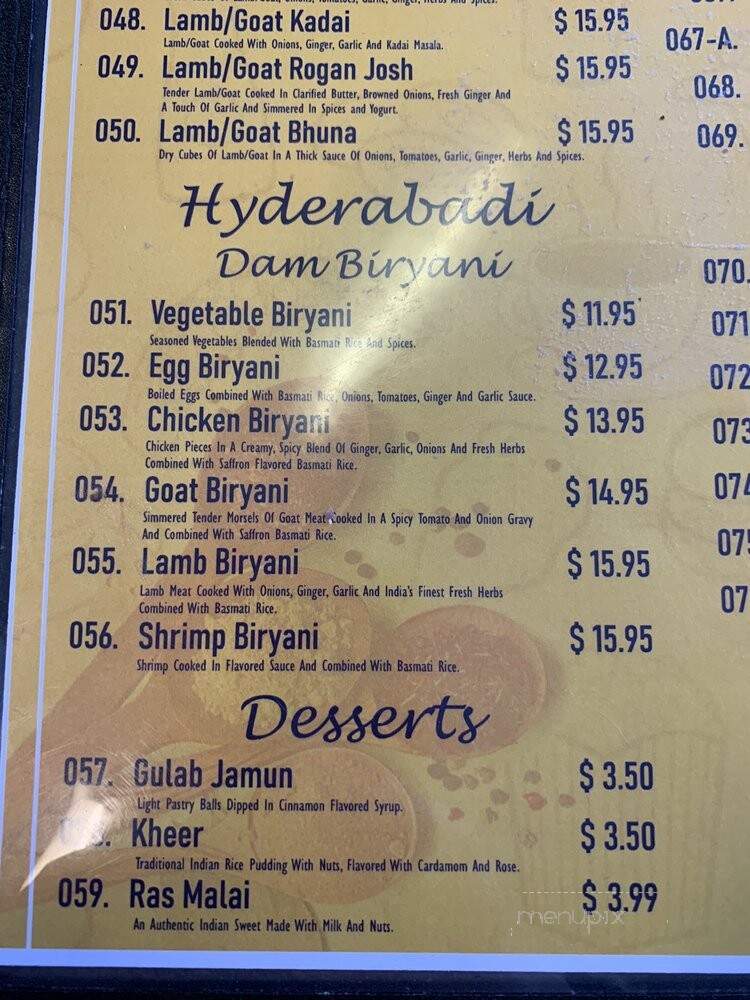 048. Lamb/Goat Kadai $ 15.95
Lamb/Goat Cooked With Onions, Ginger, Garlic And Kadai Masala.
049. Lamb/Goat Rogan Josh $ 15.95
Tender Lamb/Goat Cooked In Clarified Butter, Browned Onions, Fresh Ginger And
A Touch Of Garlic And Simmered In Spices and Yogurt.
050. Lamb/Goat Bhuna $ 15.95
Dry Cubes Of Lamb/Goat In A Thick Sauce Of Onions, Tomatoes, Garlic, Ginger, Herbs And Spices.
Hyderabadi
Dam Biryani
051. Vegetable Biryani $ 11.95
Seasoned Vegetables Blended With Basmati Rice And Spices.
052. Egg Biryani $ 12.95
Boiled Eggs Combined With Basmati Rice, Onions, Tomatoes, Ginger And Garlic Sauce.
053. Chicken Biryani $ 13.95
Chicken Pieces In A Creamy, Spicy Blend Of Ginger, Garlic, Onions And Fresh Herbs
Combined With Saffron Flavored Basmati Rice.
054. Goat Biryani $ 14.95
Simmered Tender Morsels Of Goat Meat Cooked In A Spicy Tomato And Onion Gravy
And Combined With Saffron Basmati Rice.
055. Lamb Biryani $ 15.95
Lamb Meat Cooked With Onions, Ginger, Garlic And India's Finest Fresh Herbs
Combined With Basmati Rice.
056. Shrimp Biryani $ 15.95
Shrimp Cooked In Flavored Sauce And Combined With Basmati Rice.
Desserts
057. Gulab Jamun $ 3.50
Light Pastry Balls Dipped In Cinnamon Flavored Syrup.
Kheer $ 3.50
Traditional Indian Rice Pudding With Nuts, Flavored With Cardamom And Rose.
059. Ras Malai $ 3.99
An Authentic Indian Sweet Made With Milk And Nuts.
067-A.
068.
069.
070.
071
072
073
074
menupix